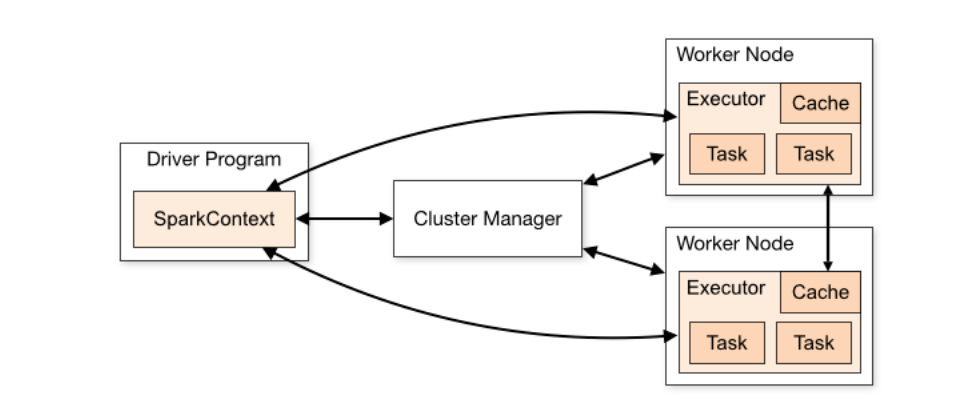 Driver Program
SparkContext
Cluster Manager
Worker Node
Executor
Cache
Task
Task
Worker Node
Executor
Cache
Task
Task